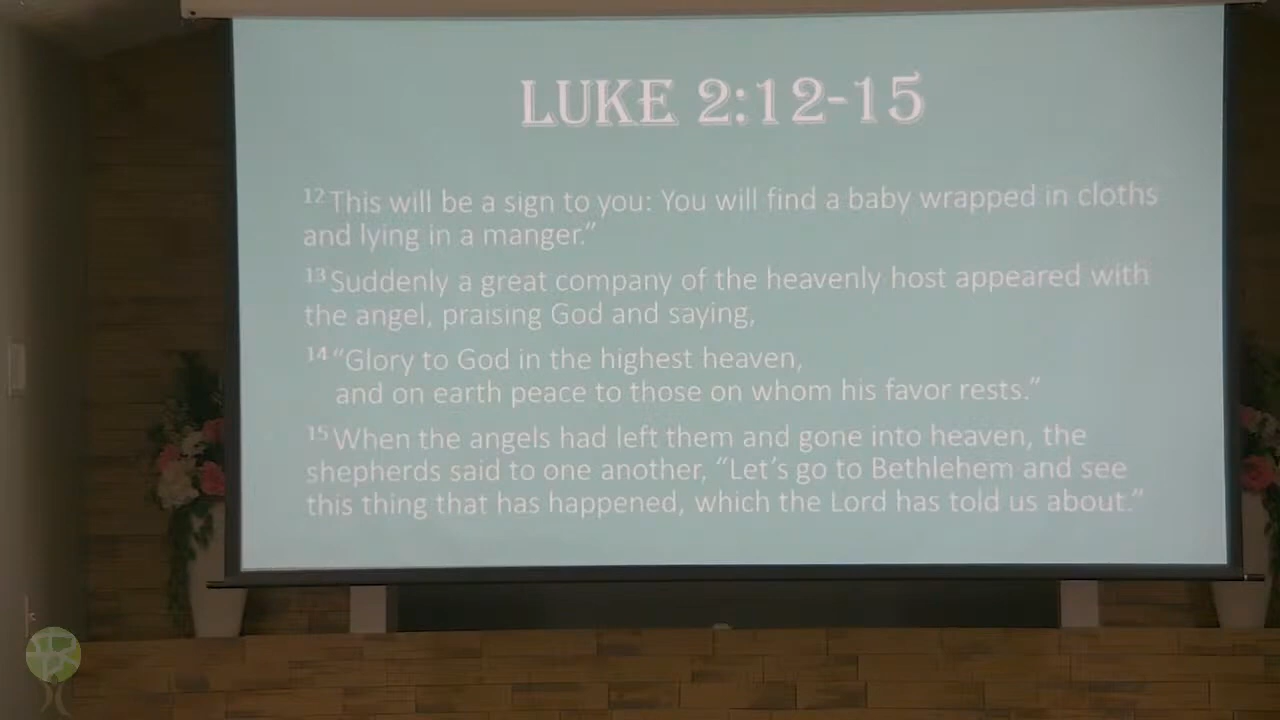 LUKE 2:12-15
12 This will be a sign to you: You will find a baby wrapped in cloths
and lying in a manger.”
13 Suddenly a great company of the heavenly host appeared with
the angel, praising God and saying,
14 “Glory to God in the highest heaven,
and on earth peace to those on whom his favor rests.”
15 When the angels had left them and gone into heaven, the
shepherds said to one another, “Let’s go to Bethlehem and see
this thing that has happened, which the Lord has told us about.”